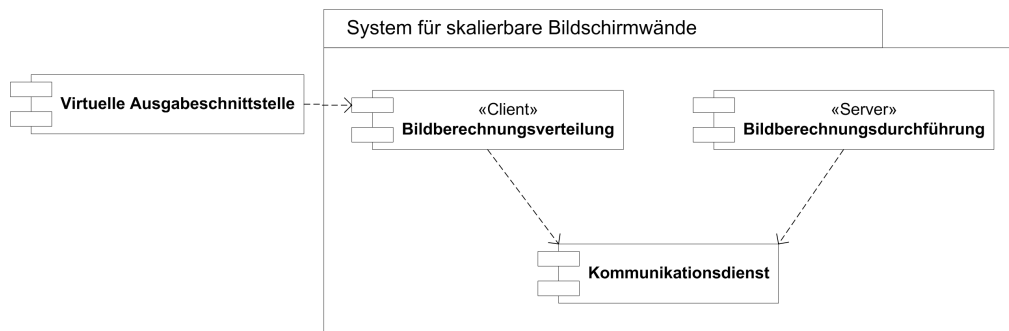 System für skalierbare Bildschirmwände
Virtuelle Ausgabeschnittstelle
«Client»
Bildberechnungsverteilung
«Server»
Bildberechnungsdurchführung
Kommunikationsdienst